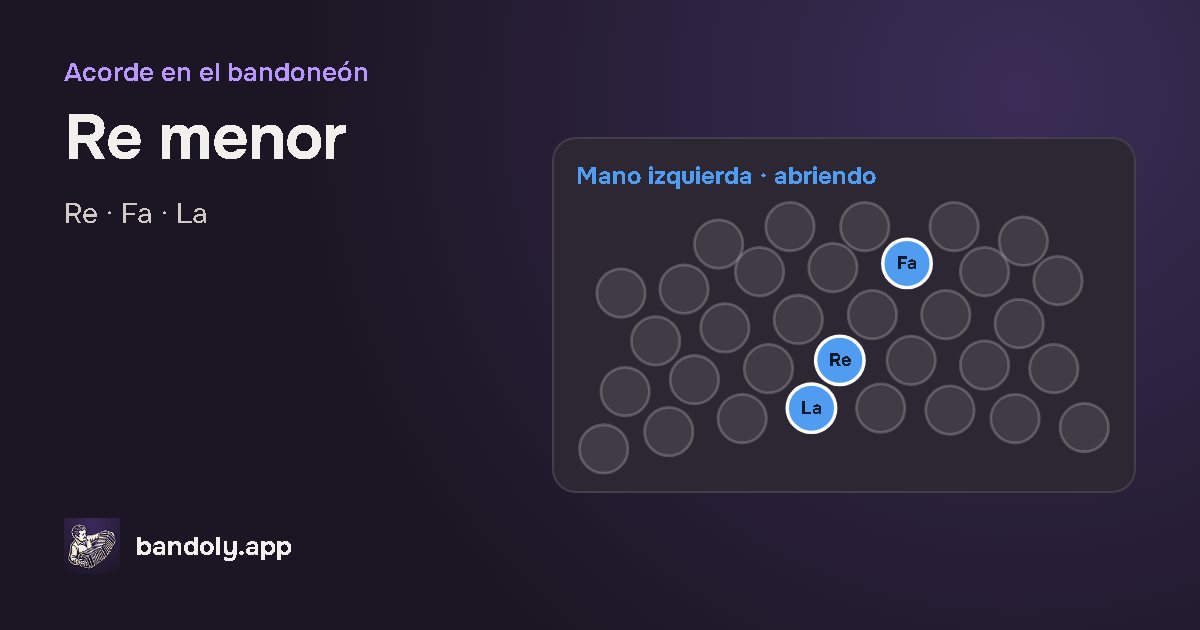 Acorde en el bandoneón
Re menor
Re · Fa · La
Mano izquierda · abriendo
Fa
Re
La
bandoly.app